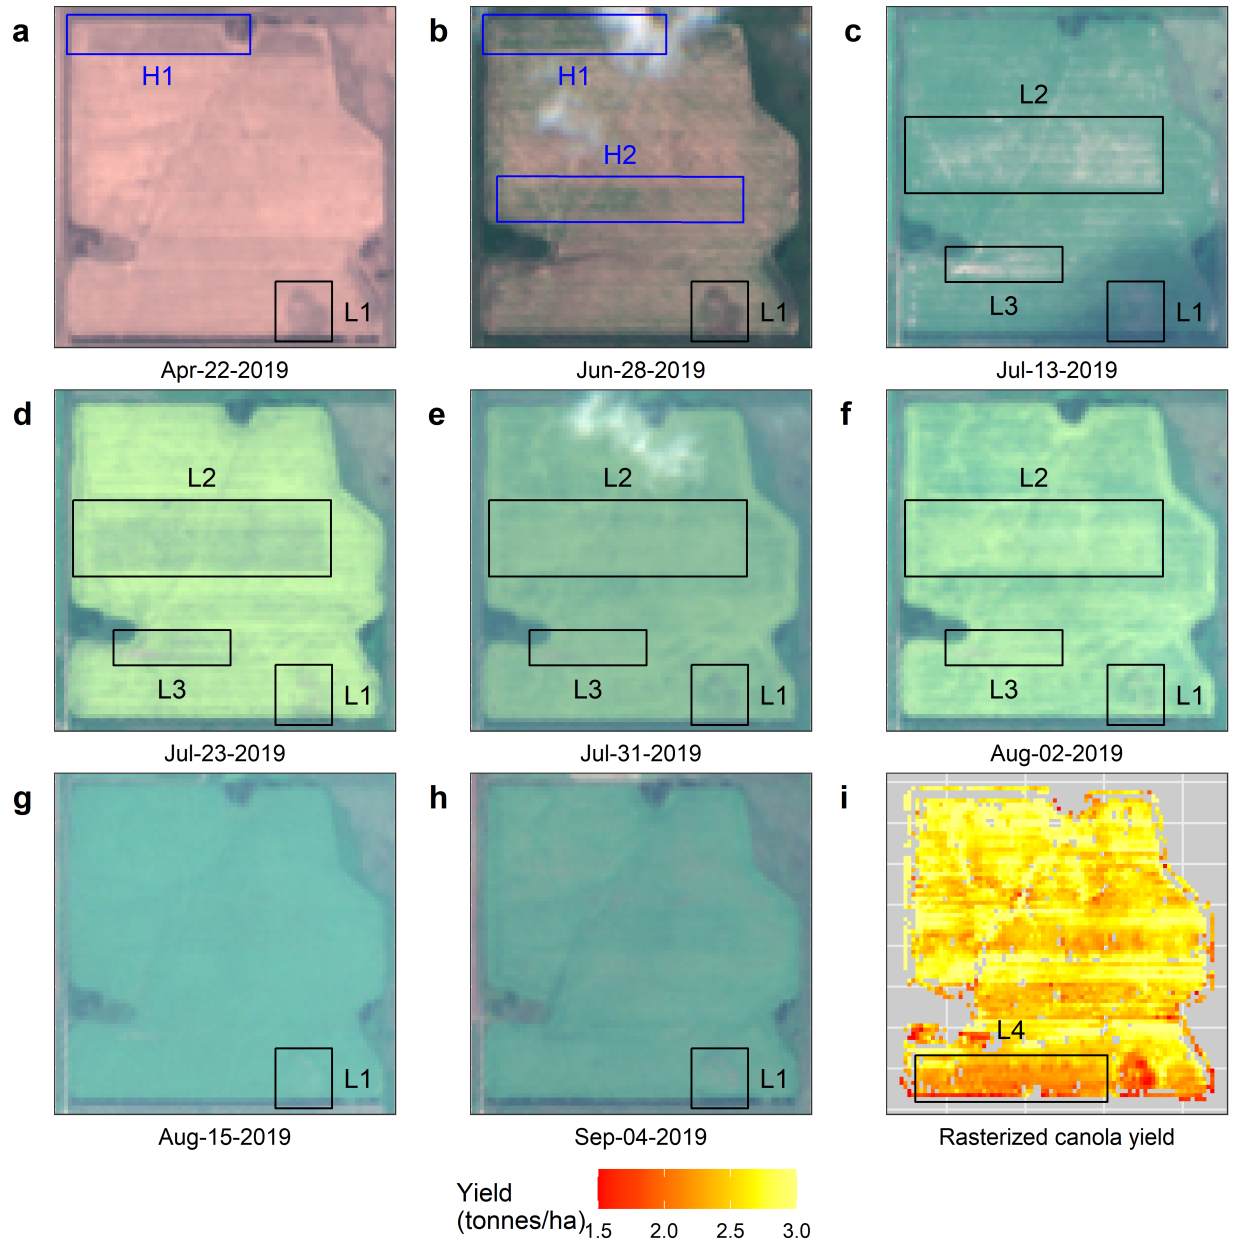 a
H1
L1
Apr-22-2019
b
H1
H2
L1
Jun-28-2019
c
L2
L3
L1
Jul-13-2019
d
L2
L3
L1
Jul-23-2019
e
L2
L3
L1
Jul-31-2019
f
L2
L3
L1
Aug-02-2019
g
L1
Aug-15-2019
h
L1
Sep-04-2019
i
L4
Rasterized canola yield
Yield
(tonnes/ha)
1.5 2.0 2.5 3.0